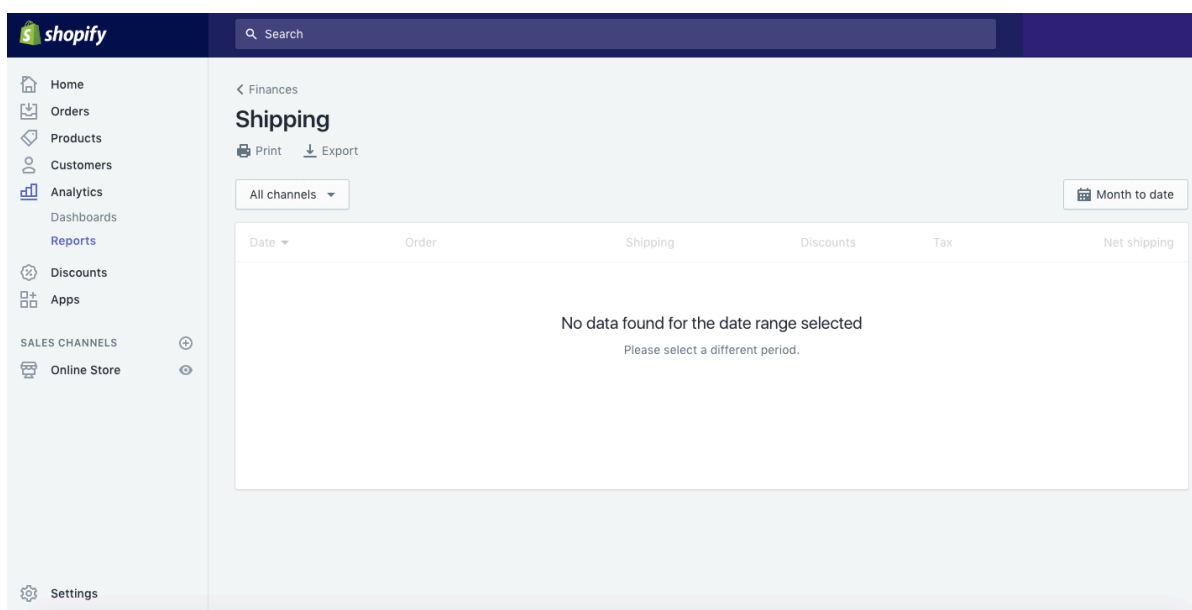 shopify
Search
Home
Orders
Products
Customers
Analytics
Dashboards
Reports
Discounts
Apps
SALES CHANNELS
Online Store
Settings
Finances
Shipping
Print Export
All channels Month to date
Date Order Shipping Discounts Tax Net shipping
No data found for the date range selected
Please select a different period.